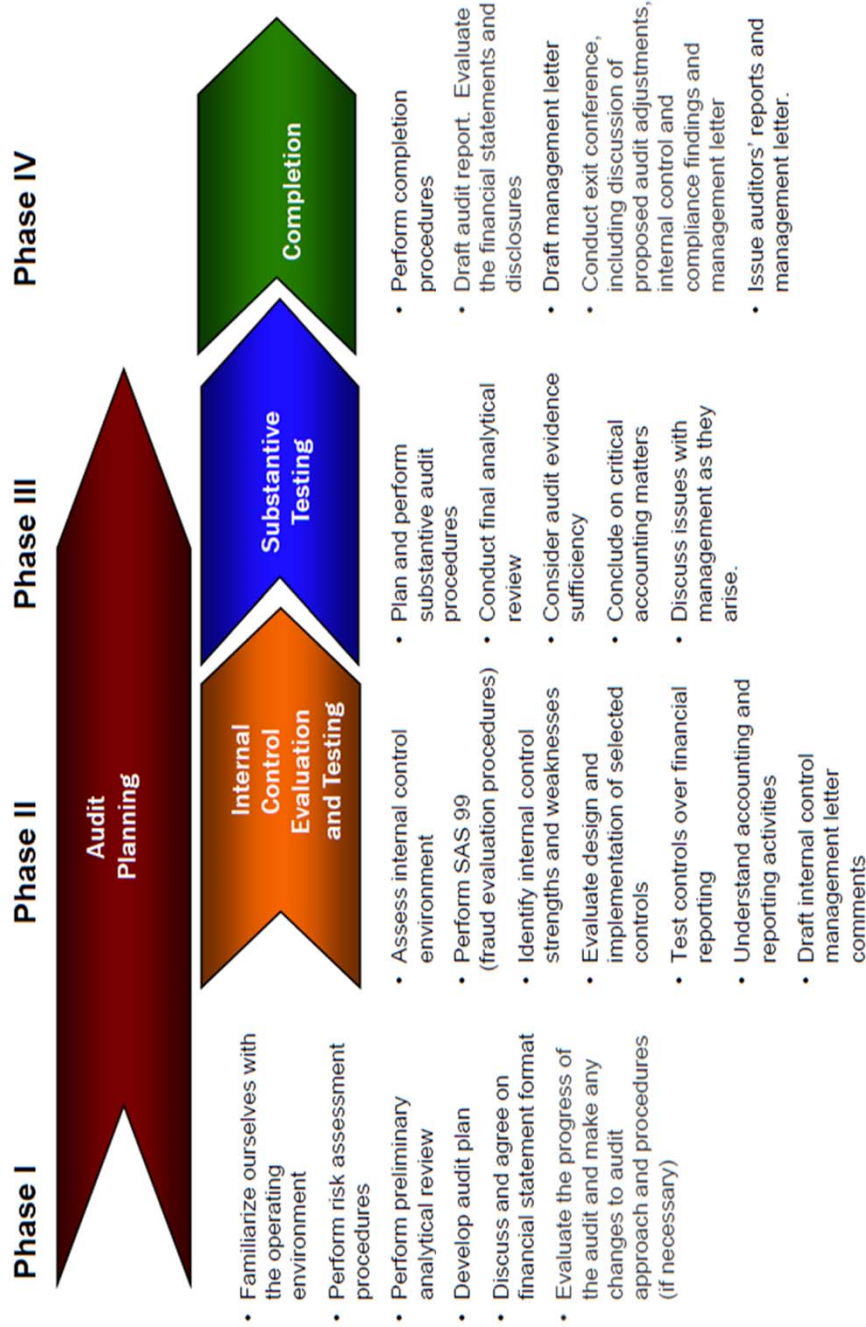 Phase I
Phase II
Phase III
Phase IV
Audit
Planning
Internal
Control
Evaluation
and Testing
Substantive
Testing
Completion
• Familiarize ourselves with
the operating
environment
• Perform risk assessment
procedures
• Perform preliminary
analytical review
• Develop audit plan
• Discuss and agree on
financial statement format
• Evaluate the progress of
the audit and make any
changes to audit
approach and procedures
(if necessary)
• Assess internal control
environment
• Perform SAS 99
(fraud evaluation procedures)
• Identify internal control
strengths and weaknesses
• Evaluate design and
implementation of selected
controls
• Test controls over financial
reporting
• Understand accounting and
reporting activities
• Draft internal control
management letter
comments
• Plan and perform
substantive audit
procedures
• Conduct final analytical
review
• Consider audit evidence
sufficiency
• Conclude on critical
accounting matters
• Discuss issues with
management as they
arise.
• Perform completion
procedures
• Draft audit report. Evaluate
the financial statements and
disclosures
• Draft management letter
• Conduct exit conference,
including discussion of
proposed audit adjustments,
internal control and
compliance findings and
management letter
• Issue auditors' reports and
management letter.